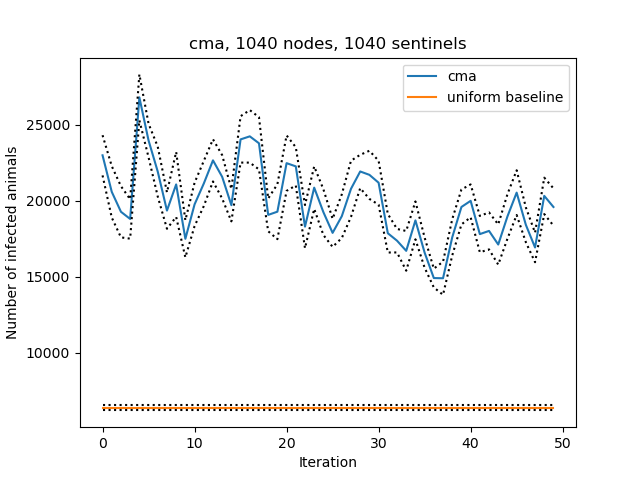 cma, 1040 nodes, 1040 sentinels
cma
uniform baseline
Number of infected animals
25000
20000
15000
10000
0 10 20 30 40 50
Iteration